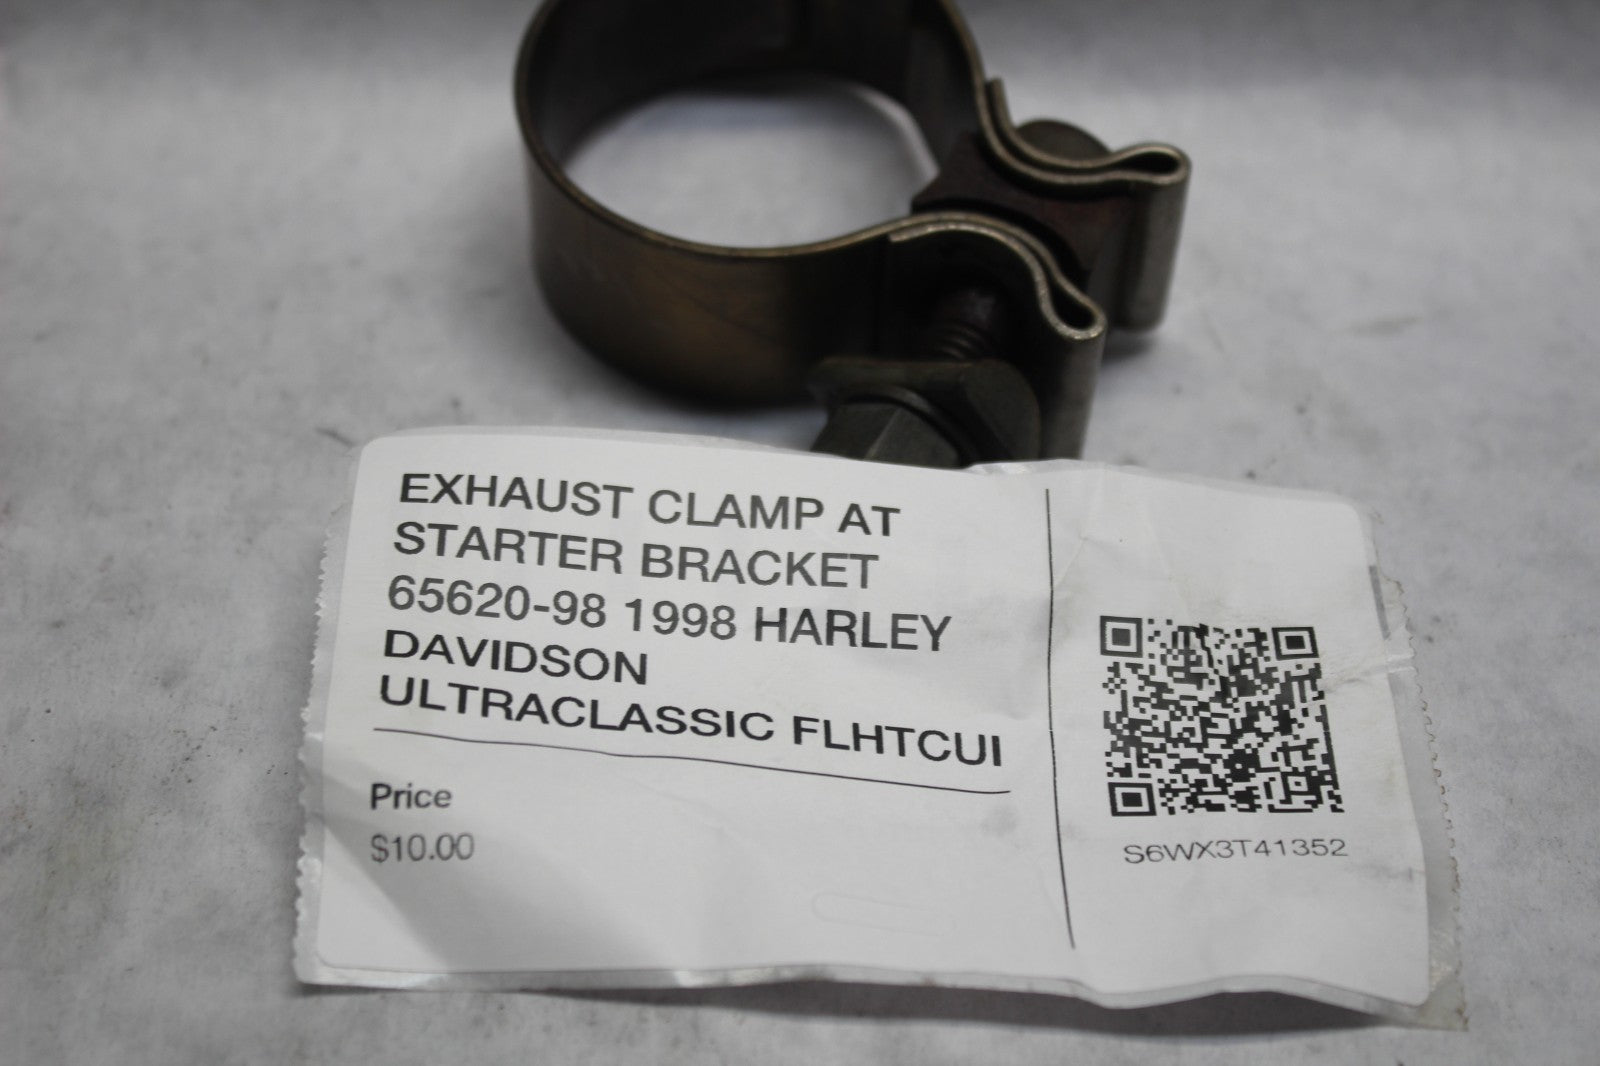 EXHAUST CLAMP AT
STARTER BRACKET
65620-98 1998 HARLEY
DAVIDSON
ULTRACLASSIC FLHTCUI
Price
$10.00
S6WX3T41352